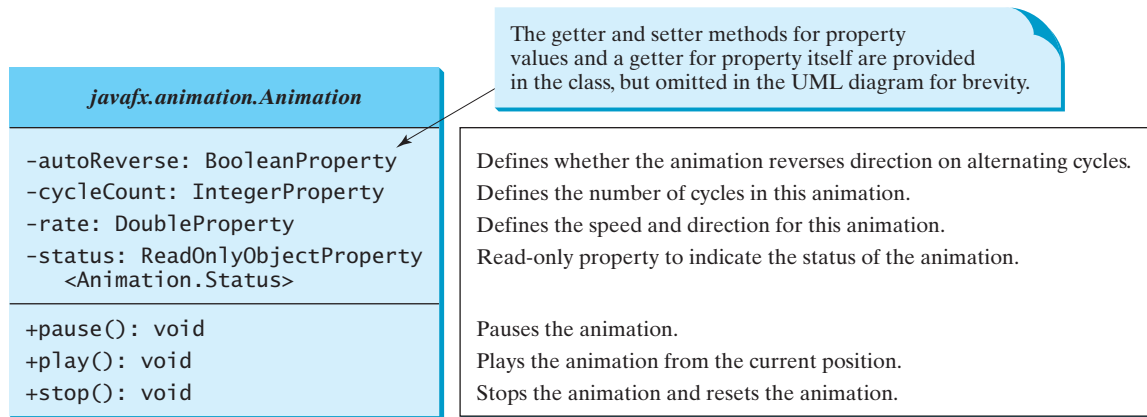 The getter and setter methods for property
values and a getter for property itself are provided
in the class, but omitted in the UML diagram for brevity.
javafx.animation.Animation
-autoReverse: BooleanProperty
Defines whether the animation reverses direction on alternating cycles.
-cycleCount: IntegerProperty
Defines the number of cycles in this animation.
-rate: DoubleProperty
Defines the speed and direction for this animation.
-status: ReadOnlyObjectProperty
Read-only property to indicate the status of the animation.
<Animation.Status>
+pause(): void
Pauses the animation.
+play(): void
Plays the animation from the current position.
+stop(): void
Stops the animation and resets the animation.